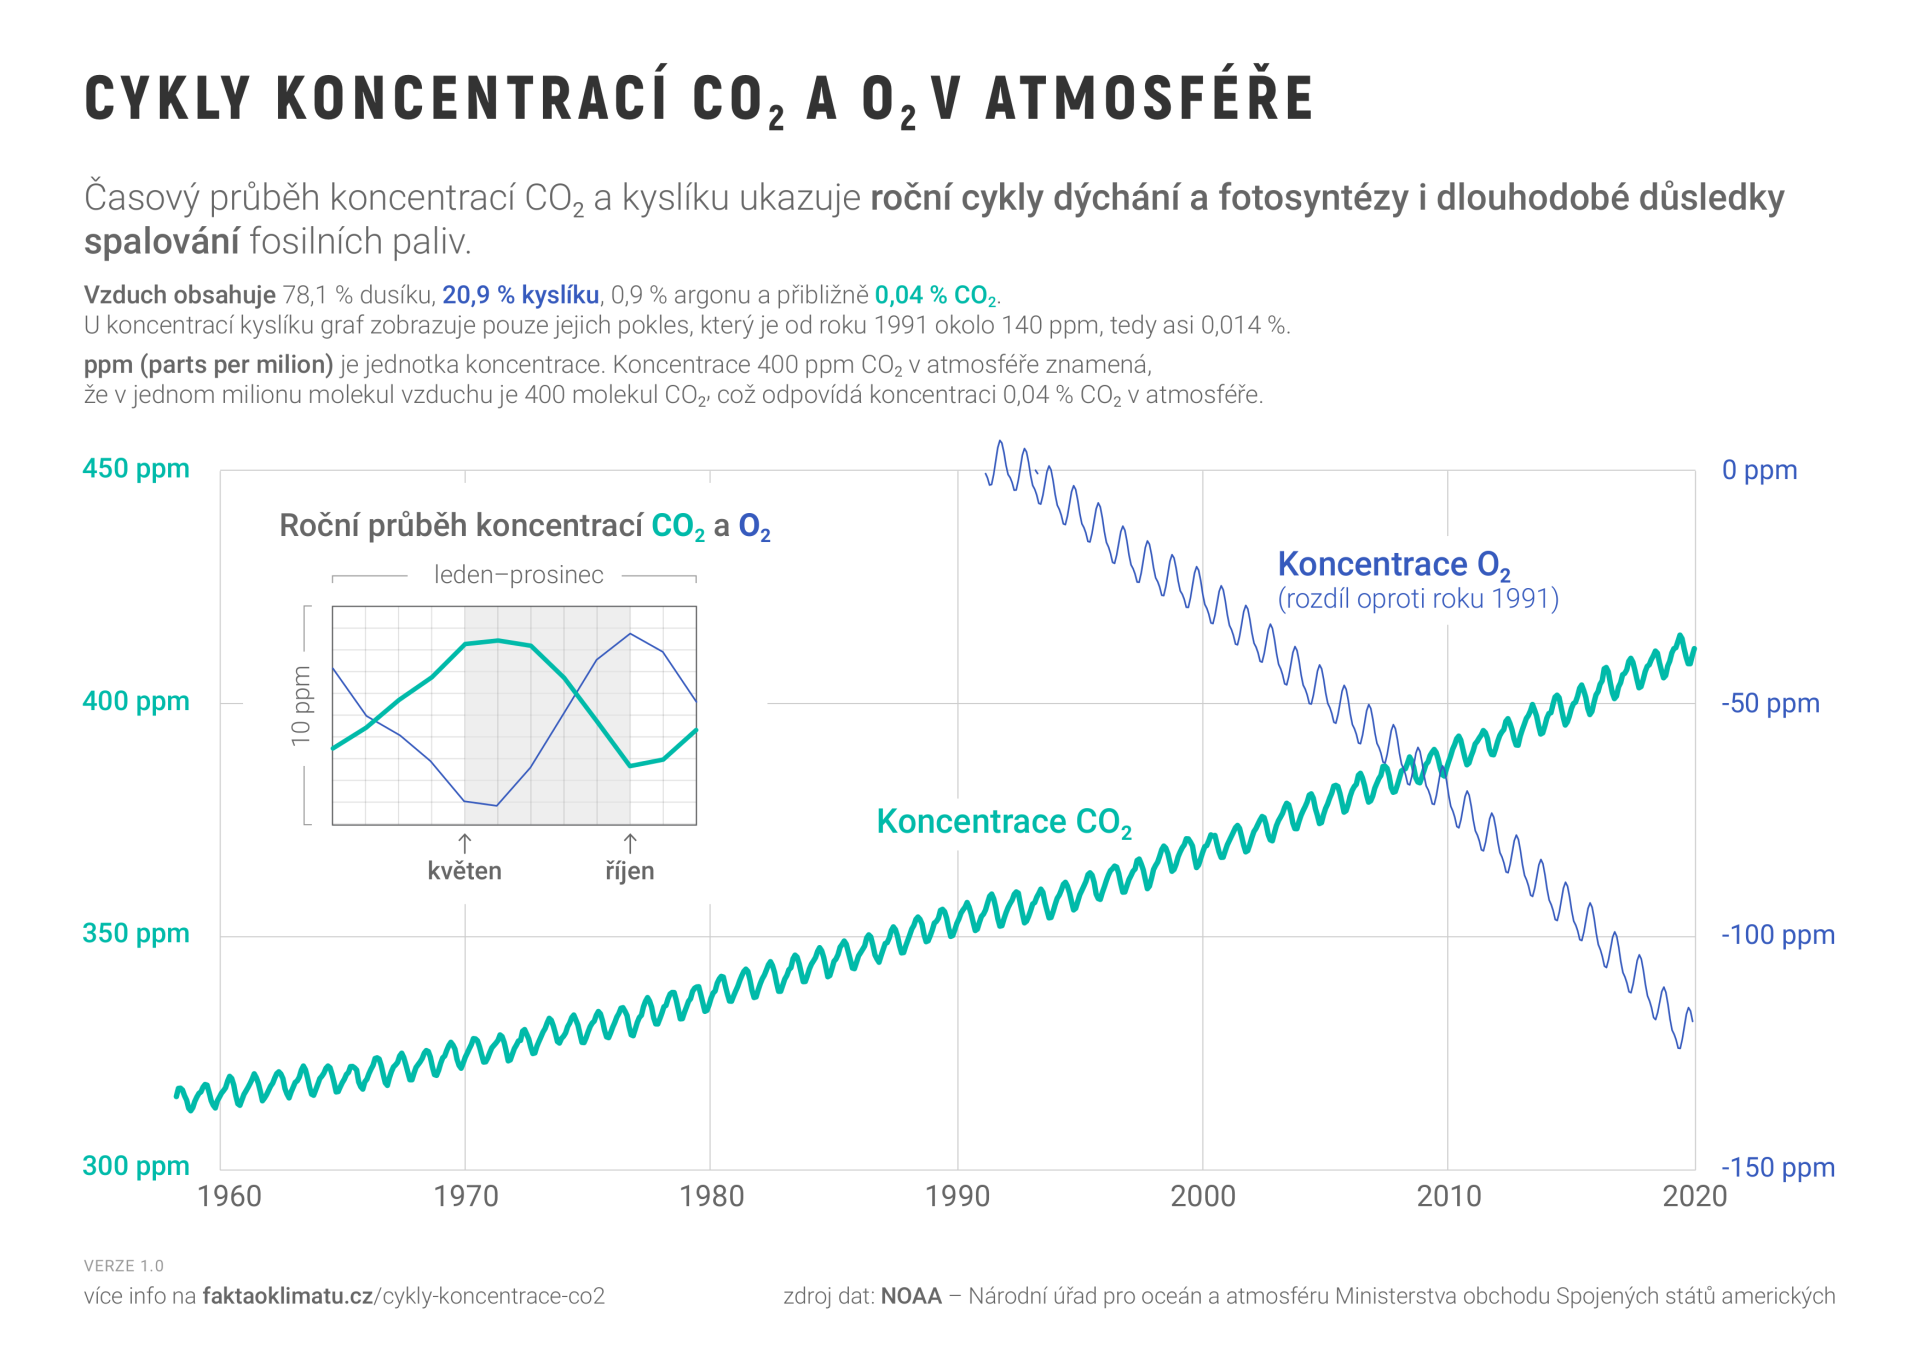 CYKLY KONCENTRACÍ CO₂ A O₂ V ATMOSFÉŘE
Časový průběh koncentrací CO₂ a kyslíku ukazuje roční cykly dýchání a fotosyntézy i dlouhodobé důsledky
spalování fosilních paliv.
Vzduch obsahuje 78,1 % dusíku, 20,9 % kyslíku, 0,9 % argonu a přibližně 0,04 % CO₂.
U koncentrací kyslíku graf zobrazuje pouze jejich pokles, který je od roku 1991 okolo 140 ppm, tedy asi 0,014 %.
ppm (parts per milion) je jednotka koncentrace. Koncentrace 400 ppm CO₂ v atmosféře znamená,
že v jednom milionu molekul vzduchu je 400 molekul CO₂, což odpovídá koncentraci 0,04 % CO₂ v atmosféře.
450 ppm
0 ppm
Roční průběh koncentrací CO₂ a O₂
leden–prosinec
10 ppm
květen
říjen
Koncentrace O₂
(rozdíl oproti roku 1991)
400 ppm
-50 ppm
Koncentrace CO₂
350 ppm
-100 ppm
300 ppm
-150 ppm
1960
1970
1980
1990
2000
2010
2020
VERZE 1.0
více info na faktaoklimatu.cz/cykly-koncentrace-co2
zdroj dat: NOAA – Národní úřad pro oceán a atmosféru Ministerstva obchodu Spojených států amerických